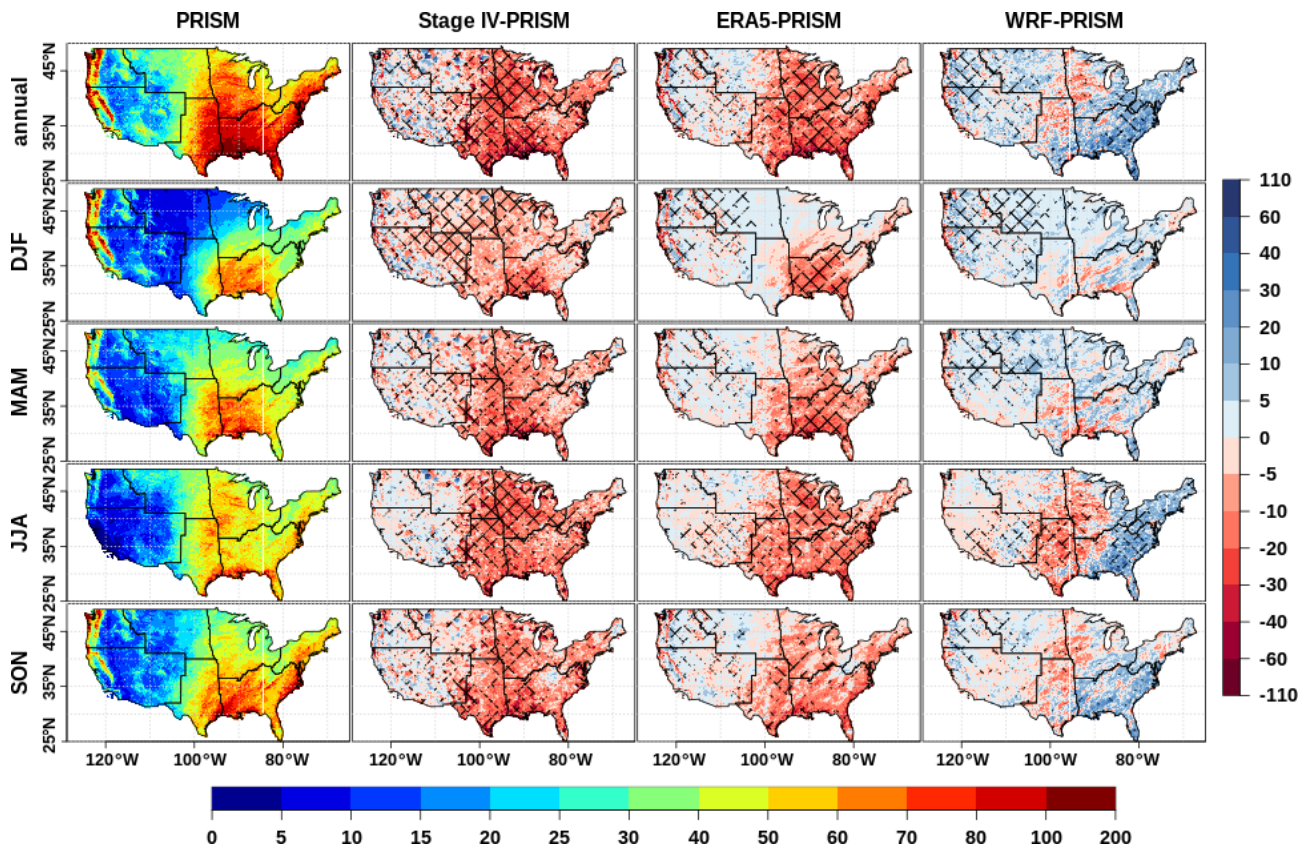 PRISM Stage IV-PRISM ERA5-PRISM WRF-PRISM
annual 45°N 35°N 25°N
DJF 45°N 35°N 25°N
MAM 45°N 35°N 25°N
JJA 45°N 35°N 25°N
SON 45°N 35°N 25°N
120°W 100°W 80°W 120°W 100°W 80°W 120°W 100°W 80°W 120°W 100°W 80°W
110
60
40
30
20
10
5
0
-5
-10
-20
-30
-40
-60
-110
0 5 10 15 20 25 30 40 50 60 70 80 100 200